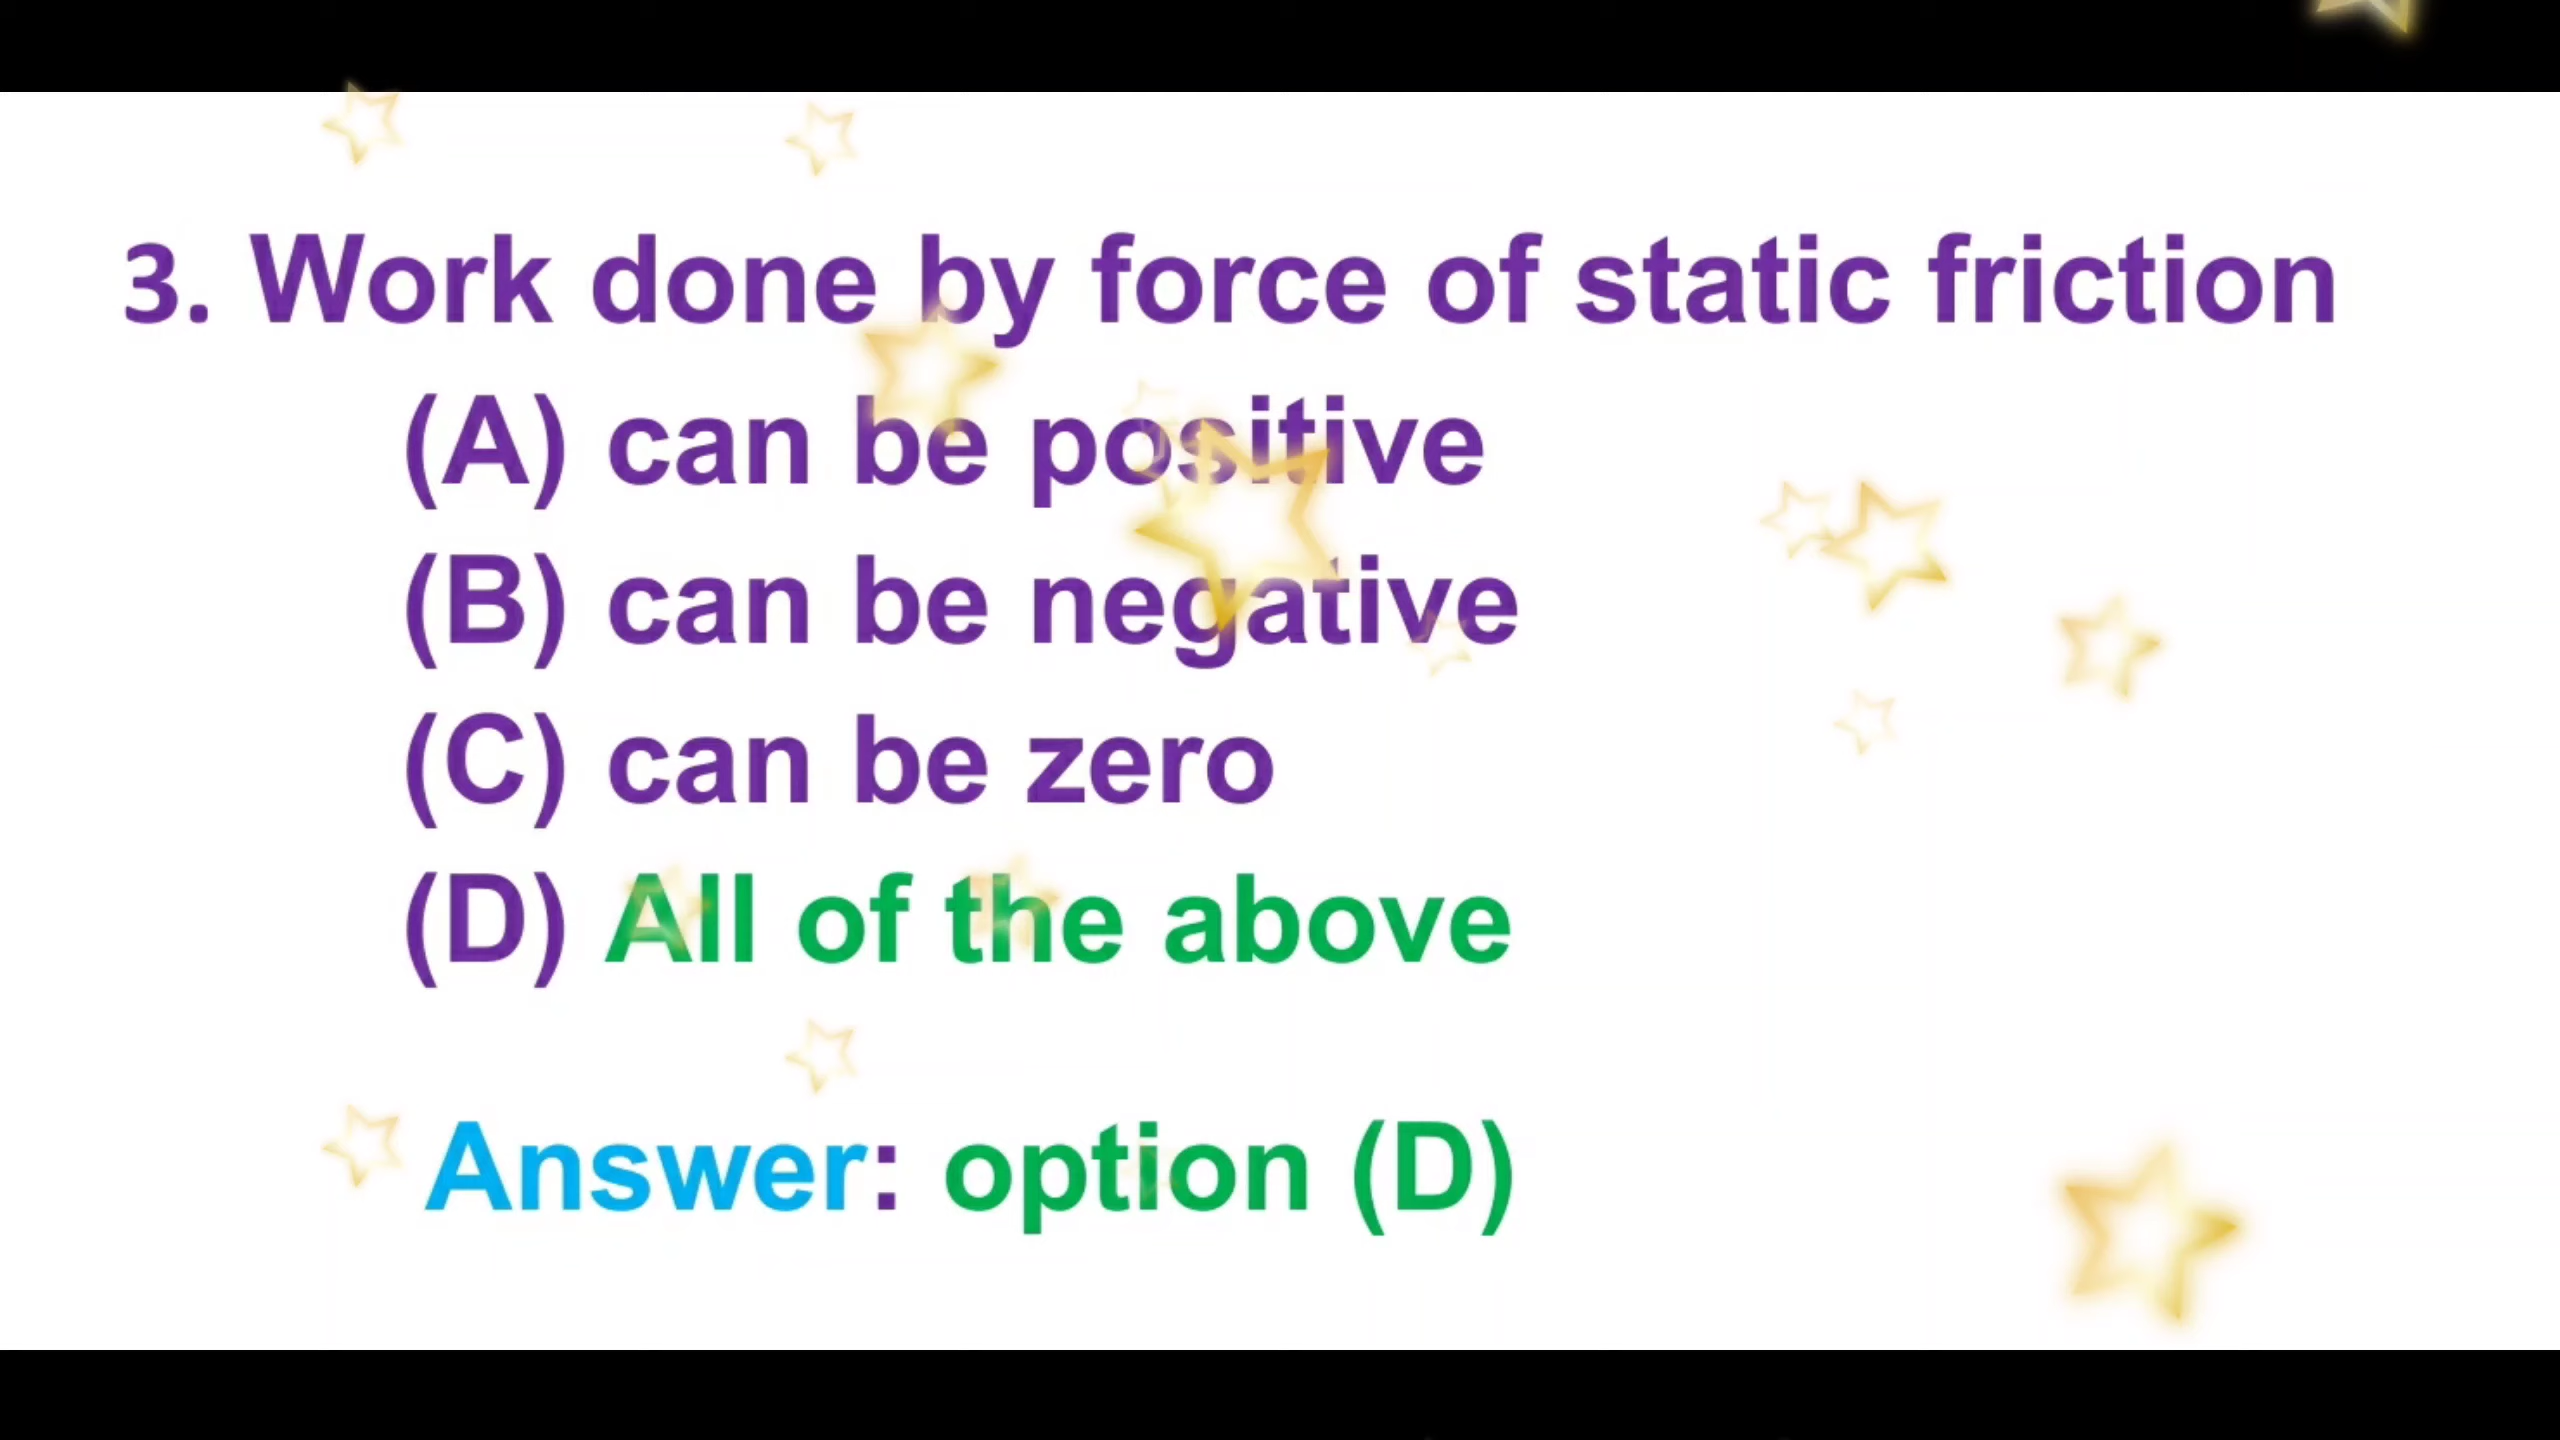 3. Work done by force of static friction
(A) can be positive
(B) can be negative
(C) can be zero
(D) All of the above
Answer: option (D)